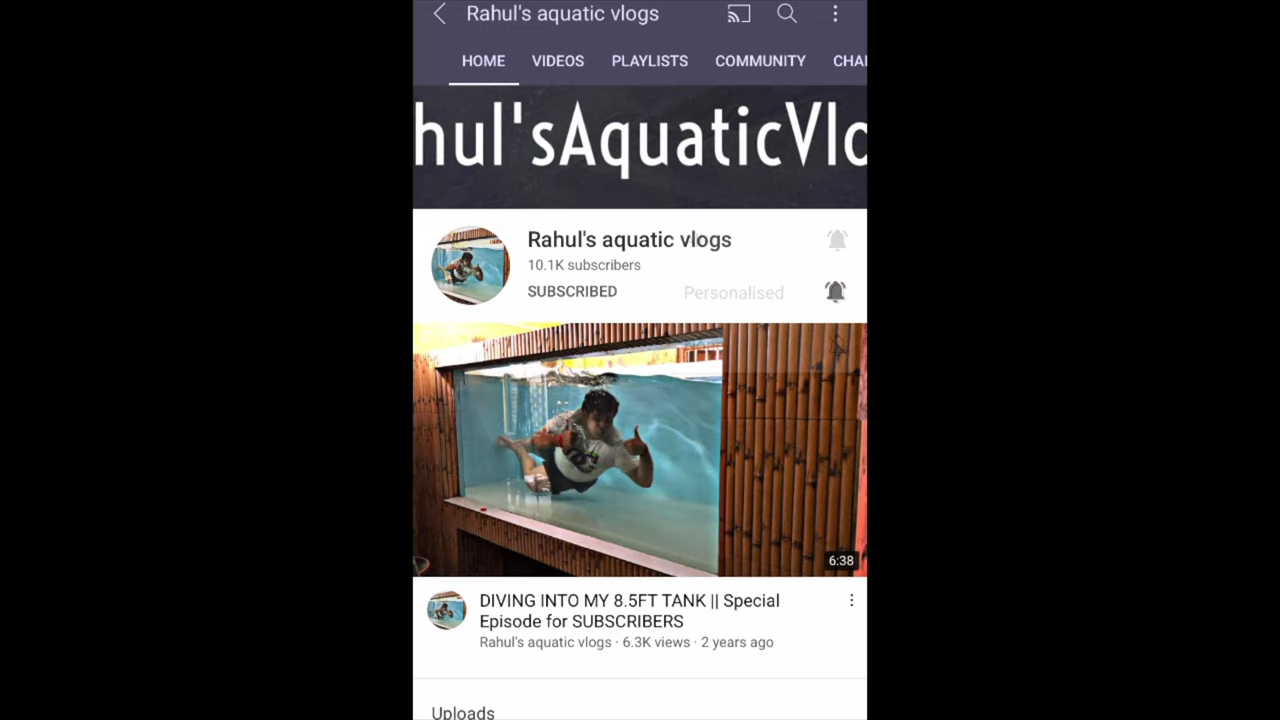 Rahul's aquatic vlogs
HOME VIDEOS PLAYLISTS COMMUNITY CHA
hul'sAquaticVlo
Rahul's aquatic vlogs
10.1K subscribers
SUBSCRIBED Personalised
6:38
DIVING INTO MY 8.5FT TANK || Special
Episode for SUBSCRIBERS
Rahul's aquatic vlogs · 6.3K views · 2 years ago
Uploads